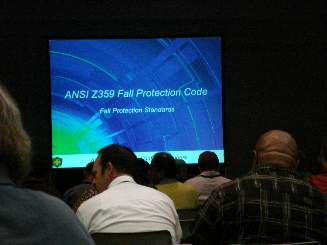 ANSI Z359 Fall Protection Code
Fall Protection Standards